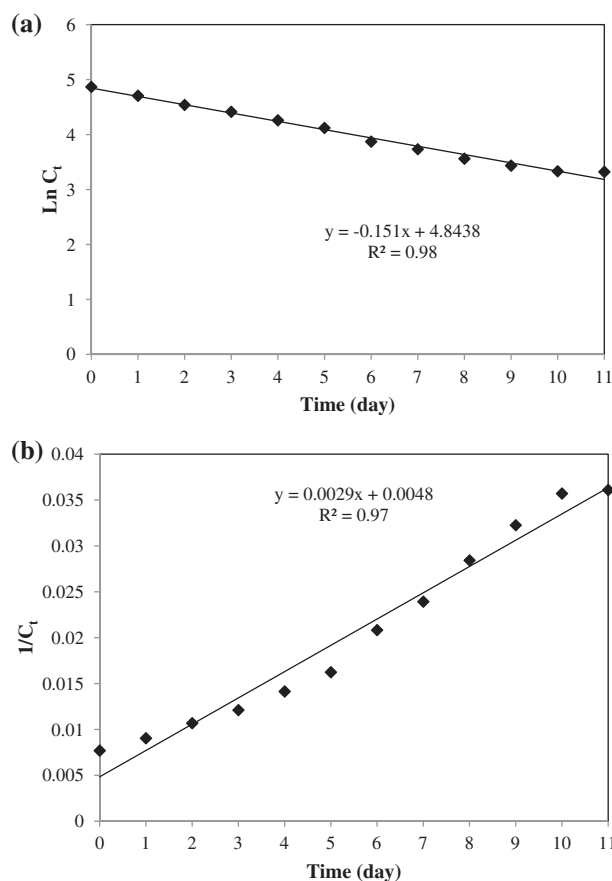 (a)
6
5
4
3
2
1
0
Ln Cₜ
y = -0.151x + 4.8438
R² = 0.98
0 1 2 3 4 5 6 7 8 9 10 11
Time (day)
(b)
0.04
0.035
0.03
0.025
0.02
0.015
0.01
0.005
0
1/Cₜ
y = 0.0029x + 0.0048
R² = 0.97
0 1 2 3 4 5 6 7 8 9 10 11
Time (day)